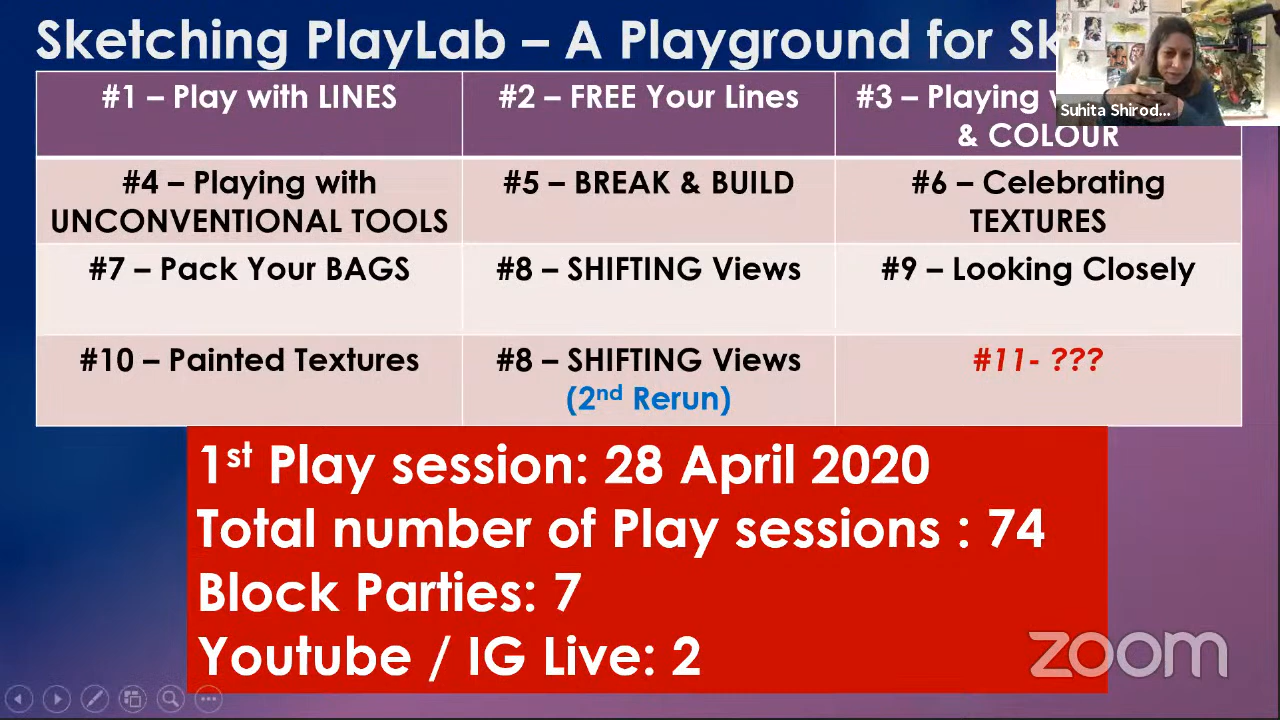 Sketching PlayLab – A Playground for Sk
Suhita Shirod...
#1 – Play with LINES
#2 – FREE Your Lines
#3 – Playing
& COLOUR
#4 – Playing with
UNCONVENTIONAL TOOLS
#5 – BREAK & BUILD
#6 – Celebrating
TEXTURES
#7 – Pack Your BAGS
#8 – SHIFTING Views
#9 – Looking Closely
#10 – Painted Textures
#8 – SHIFTING Views
(2nd Rerun)
#11- ???
1st Play session: 28 April 2020
Total number of Play sessions : 74
Block Parties: 7
Youtube / IG Live: 2
zoom